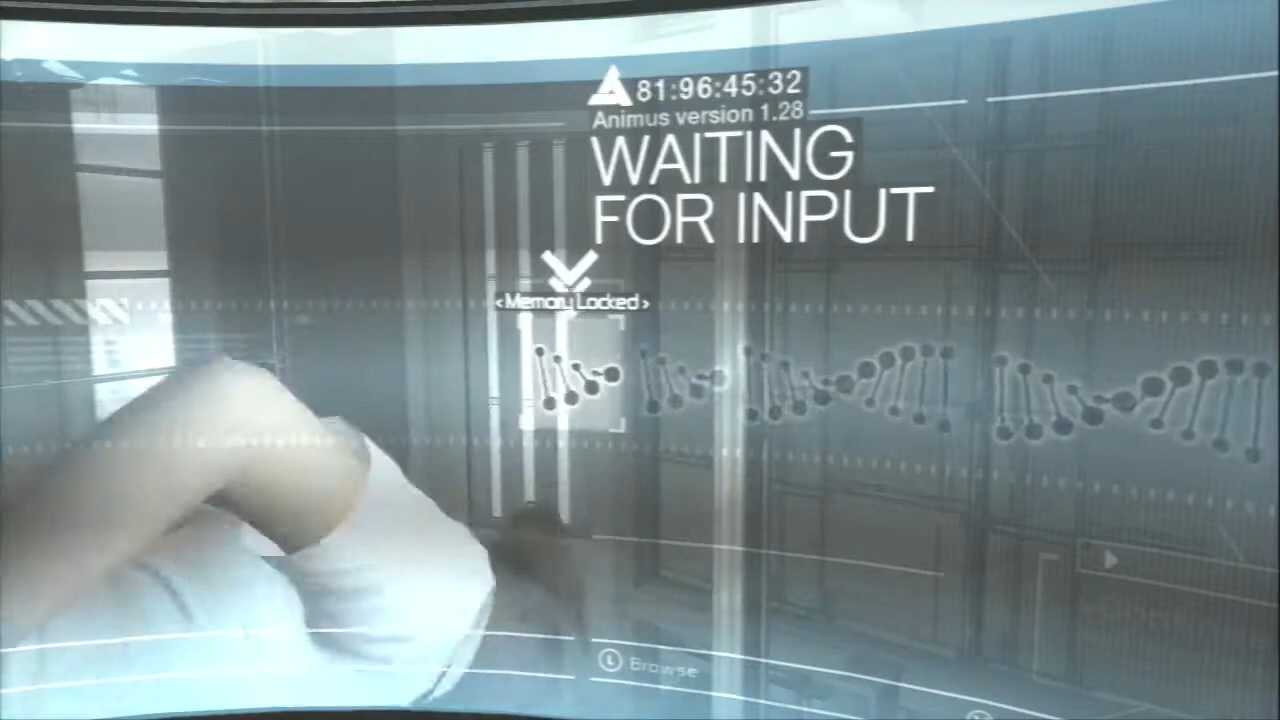 81:96:45:32
Animus version 1.28
WAITING
FOR INPUT
‹ Memory Locked ›
L Browse